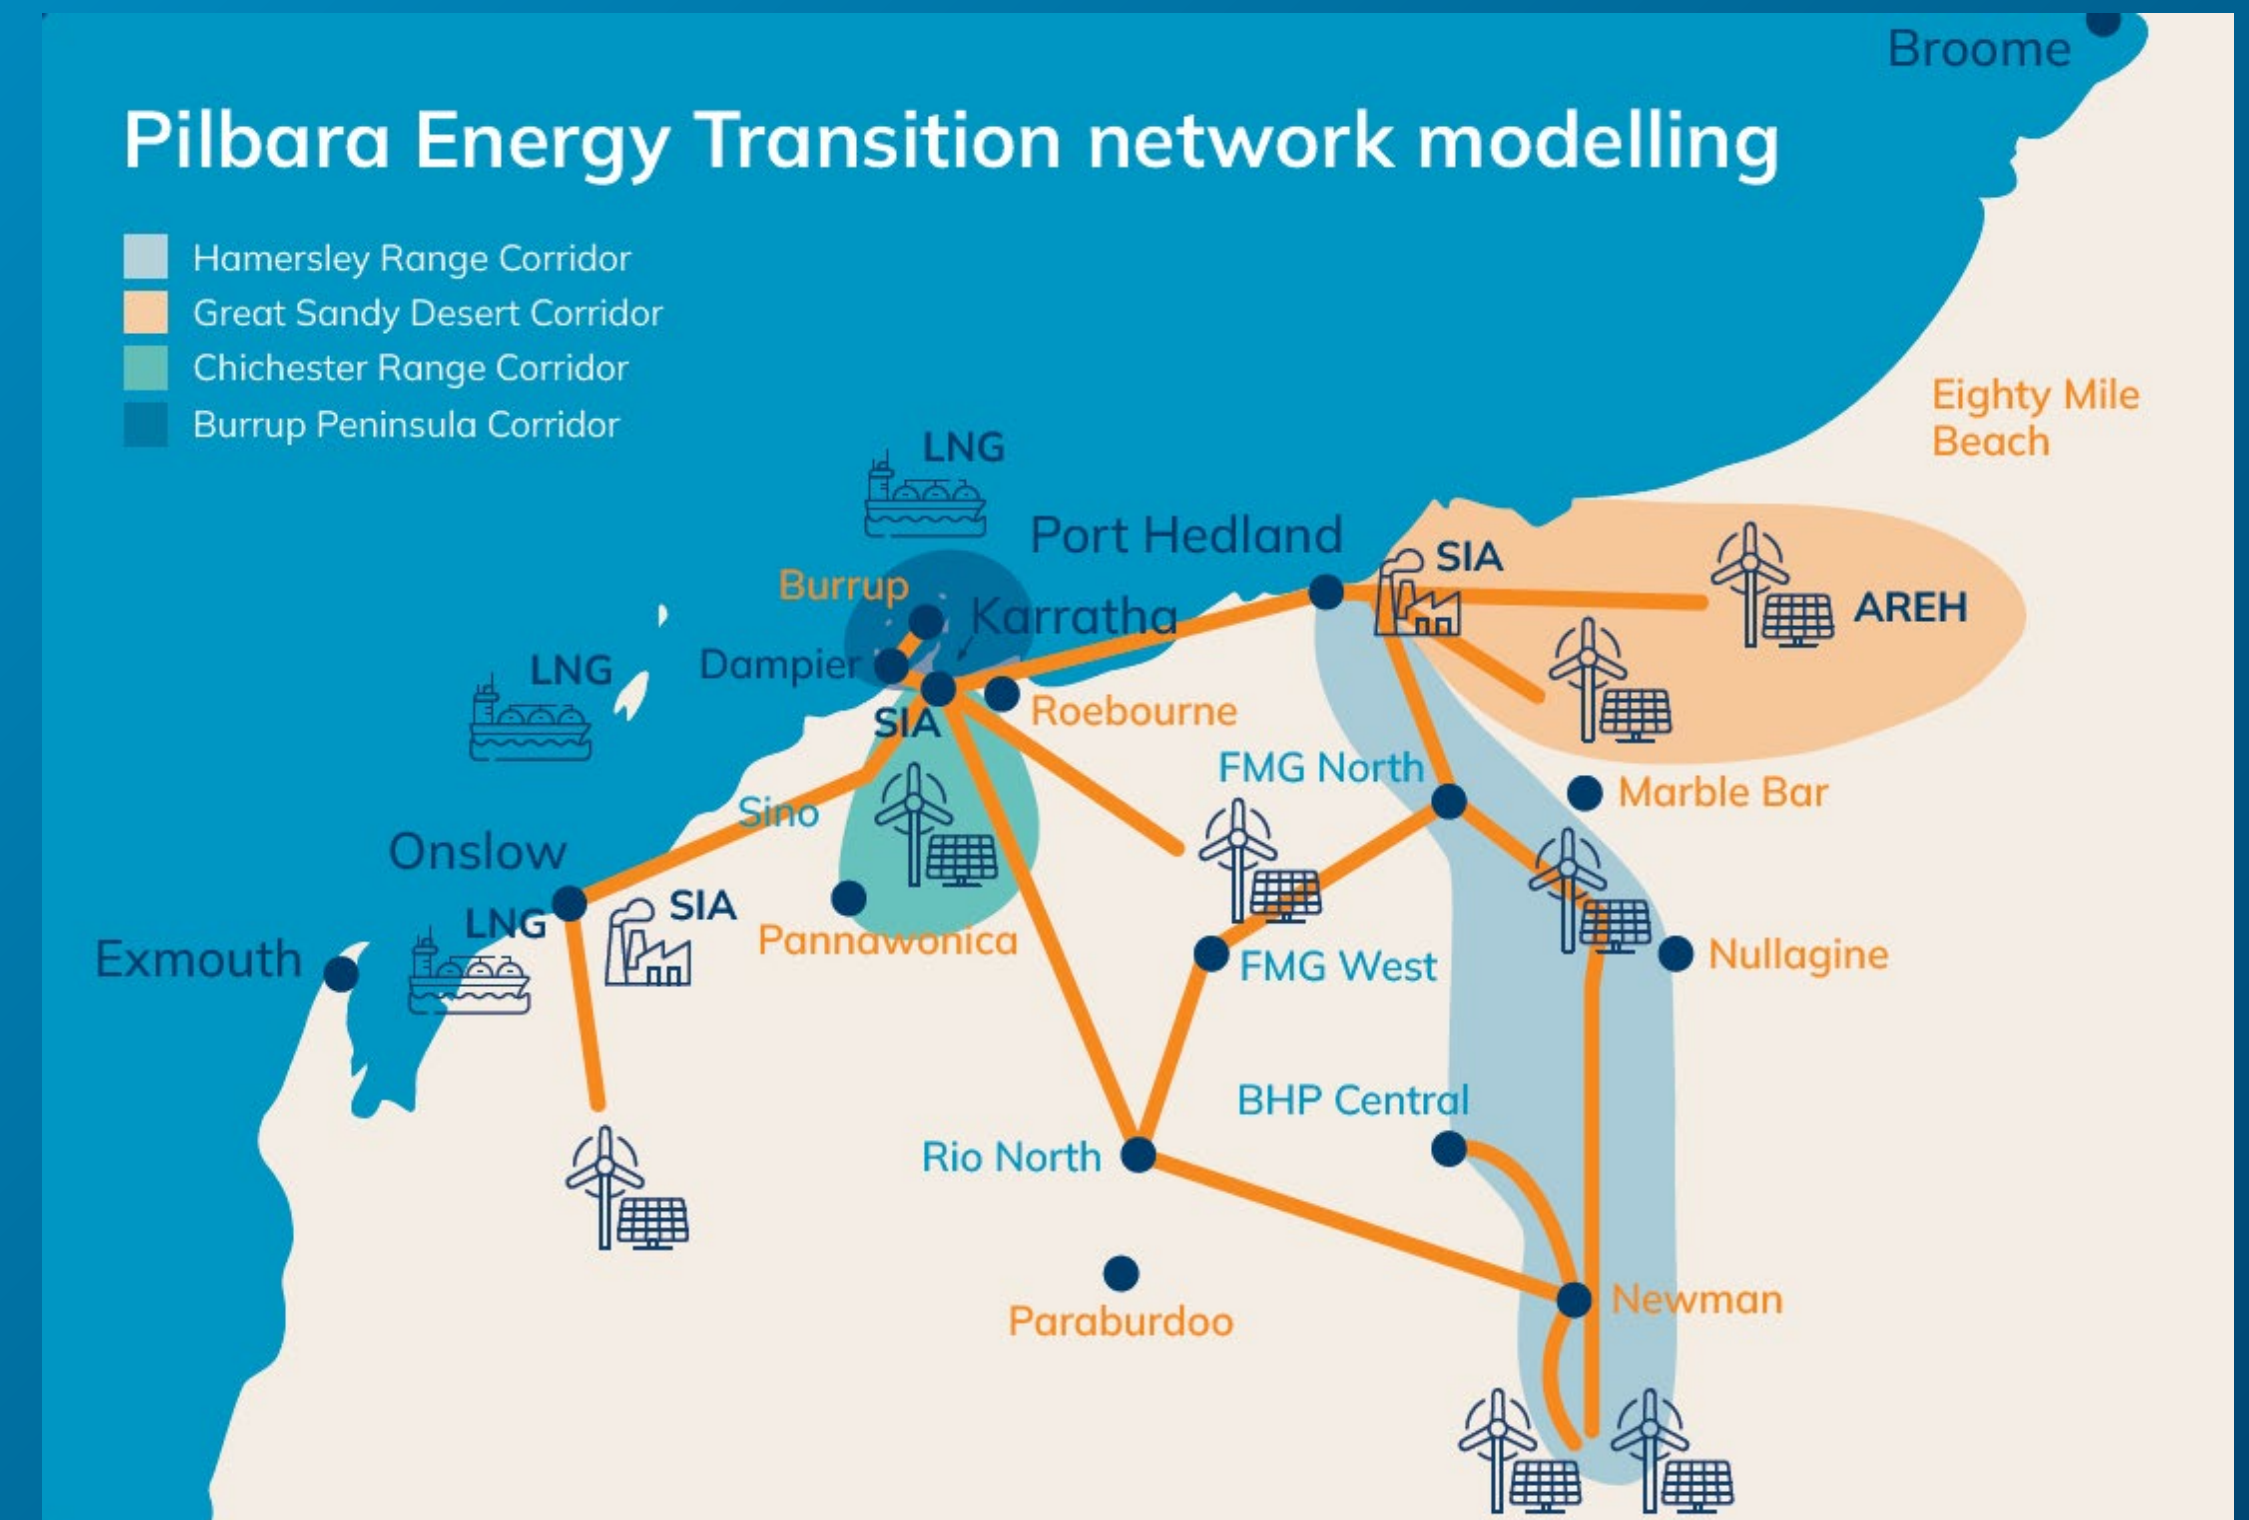 Broome
Pilbara Energy Transition network modelling
Hamersley Range Corridor
Great Sandy Desert Corridor
Chichester Range Corridor
Burrup Peninsula Corridor
Eighty Mile
Beach
LNG
Port Hedland
SIA
Burrup
Karratha
AREH
Dampier
LNG
Roebourne
SIA
FMG North
Marble Bar
Sino
Onslow
SIA
LNG
Pannawonica
Exmouth
FMG West
Nullagine
BHP Central
Rio North
Newman
Paraburdoo